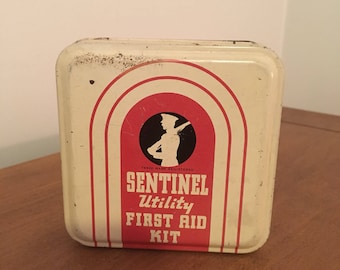 SENTINEL
Utility
FIRST AID
KIT